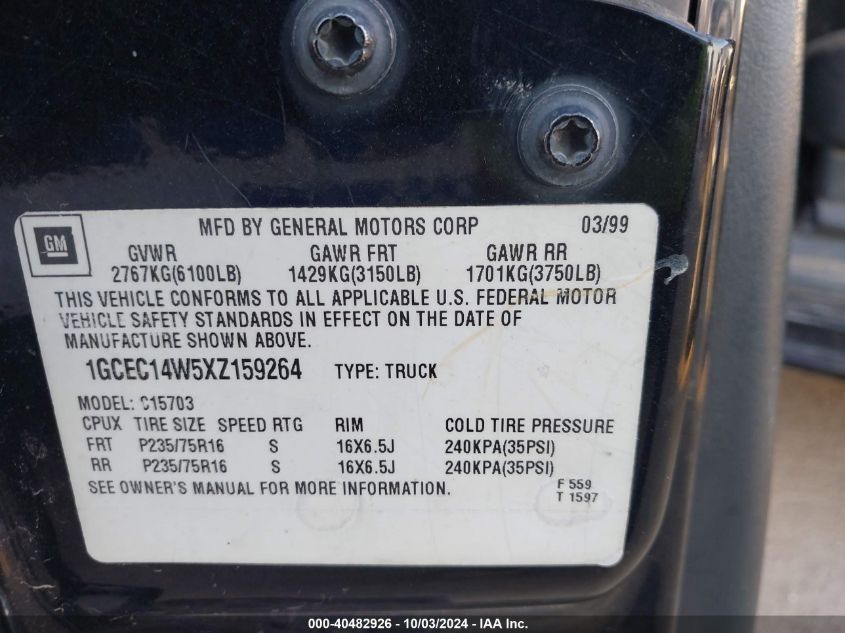 GM
MFD BY GENERAL MOTORS CORP 03/99
GVWR GAWR FRT GAWR RR
2767KG(6100LB) 1429KG(3150LB) 1701KG(3750LB)
THIS VEHICLE CONFORMS TO ALL APPLICABLE U.S. FEDERAL MOTOR
VEHICLE SAFETY STANDARDS IN EFFECT ON THE DATE OF
MANUFACTURE SHOWN ABOVE.
1GCEC14W5XZ159264 TYPE: TRUCK
MODEL: C15703
CPUX TIRE SIZE SPEED RTG RIM COLD TIRE PRESSURE
FRT P235/75R16 S 16X6.5J 240KPA(35PSI)
RR P235/75R16 S 16X6.5J 240KPA(35PSI)
SEE OWNER'S MANUAL FOR MORE INFORMATION.
F 559
T 1597
000-40482926 - 10/03/2024 - IAA Inc.